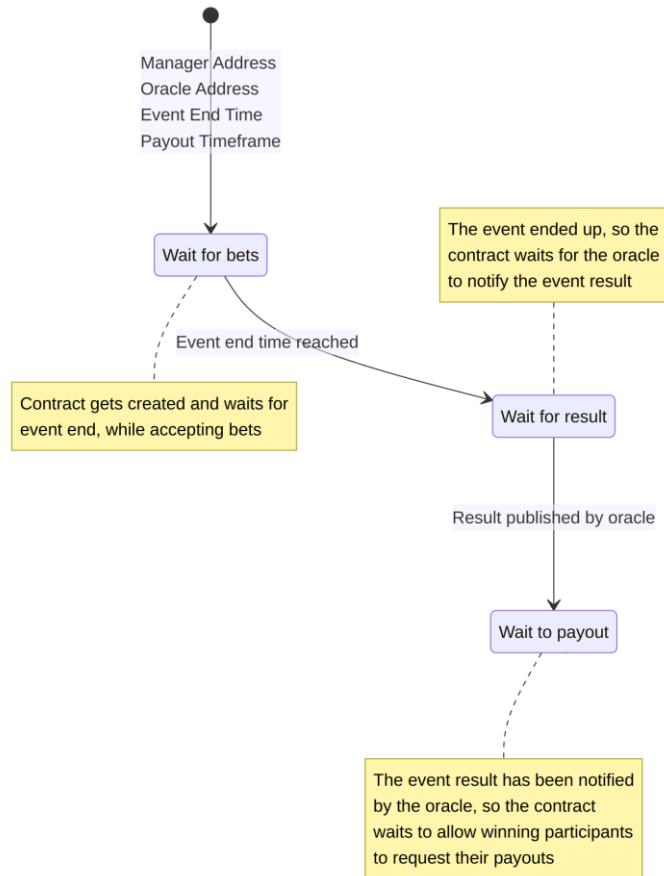 Manager Address
Oracle Address
Event End Time
Payout Timeframe
Wait for bets
The event ended up, so the
contract waits for the oracle
to notify the event result
Event end time reached
Contract gets created and waits for
event end, while accepting bets
Wait for result
Result published by oracle
Wait to payout
The event result has been notified
by the oracle, so the contract
waits to allow winning participants
to request their payouts